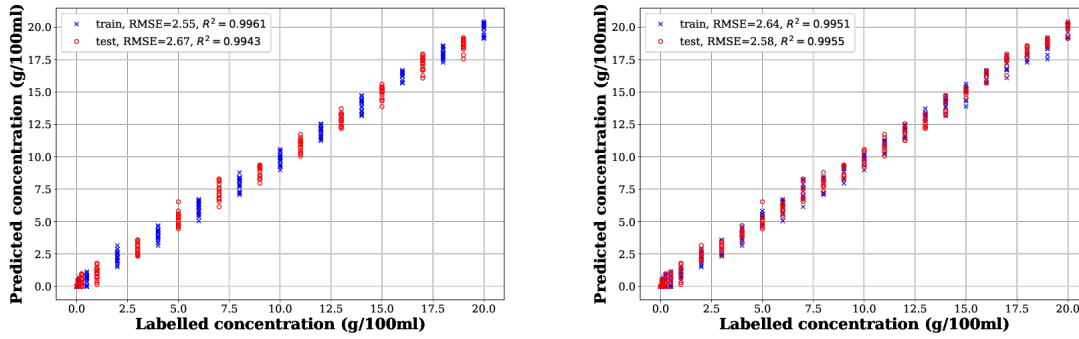 train, RMSE=2.55, R² = 0.9961
test, RMSE=2.67, R² = 0.9943
20.0
17.5
15.0
12.5
10.0
7.5
5.0
2.5
0.0
Predicted concentration (g/100ml)
0.0 2.5 5.0 7.5 10.0 12.5 15.0 17.5 20.0
Labelled concentration (g/100ml)
train, RMSE=2.64, R² = 0.9951
test, RMSE=2.58, R² = 0.9955
20.0
17.5
15.0
12.5
10.0
7.5
5.0
2.5
0.0
Predicted concentration (g/100ml)
0.0 2.5 5.0 7.5 10.0 12.5 15.0 17.5 20.0
Labelled concentration (g/100ml)